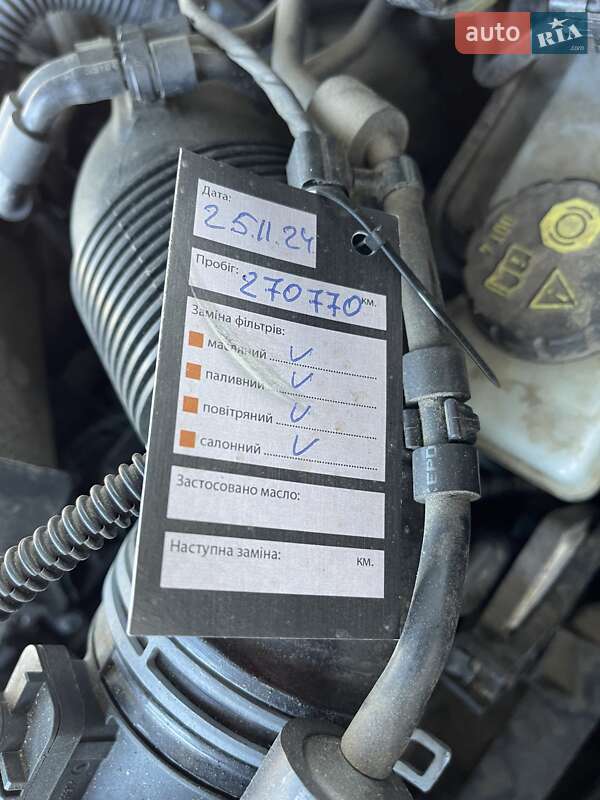 auto RIA.com
Дата:
25.11.24
Пробіг: 270770 км.
Заміна фільтрів:
масляний
паливний
повітряний
салонний
Застосовано масло:
Наступна заміна: км.